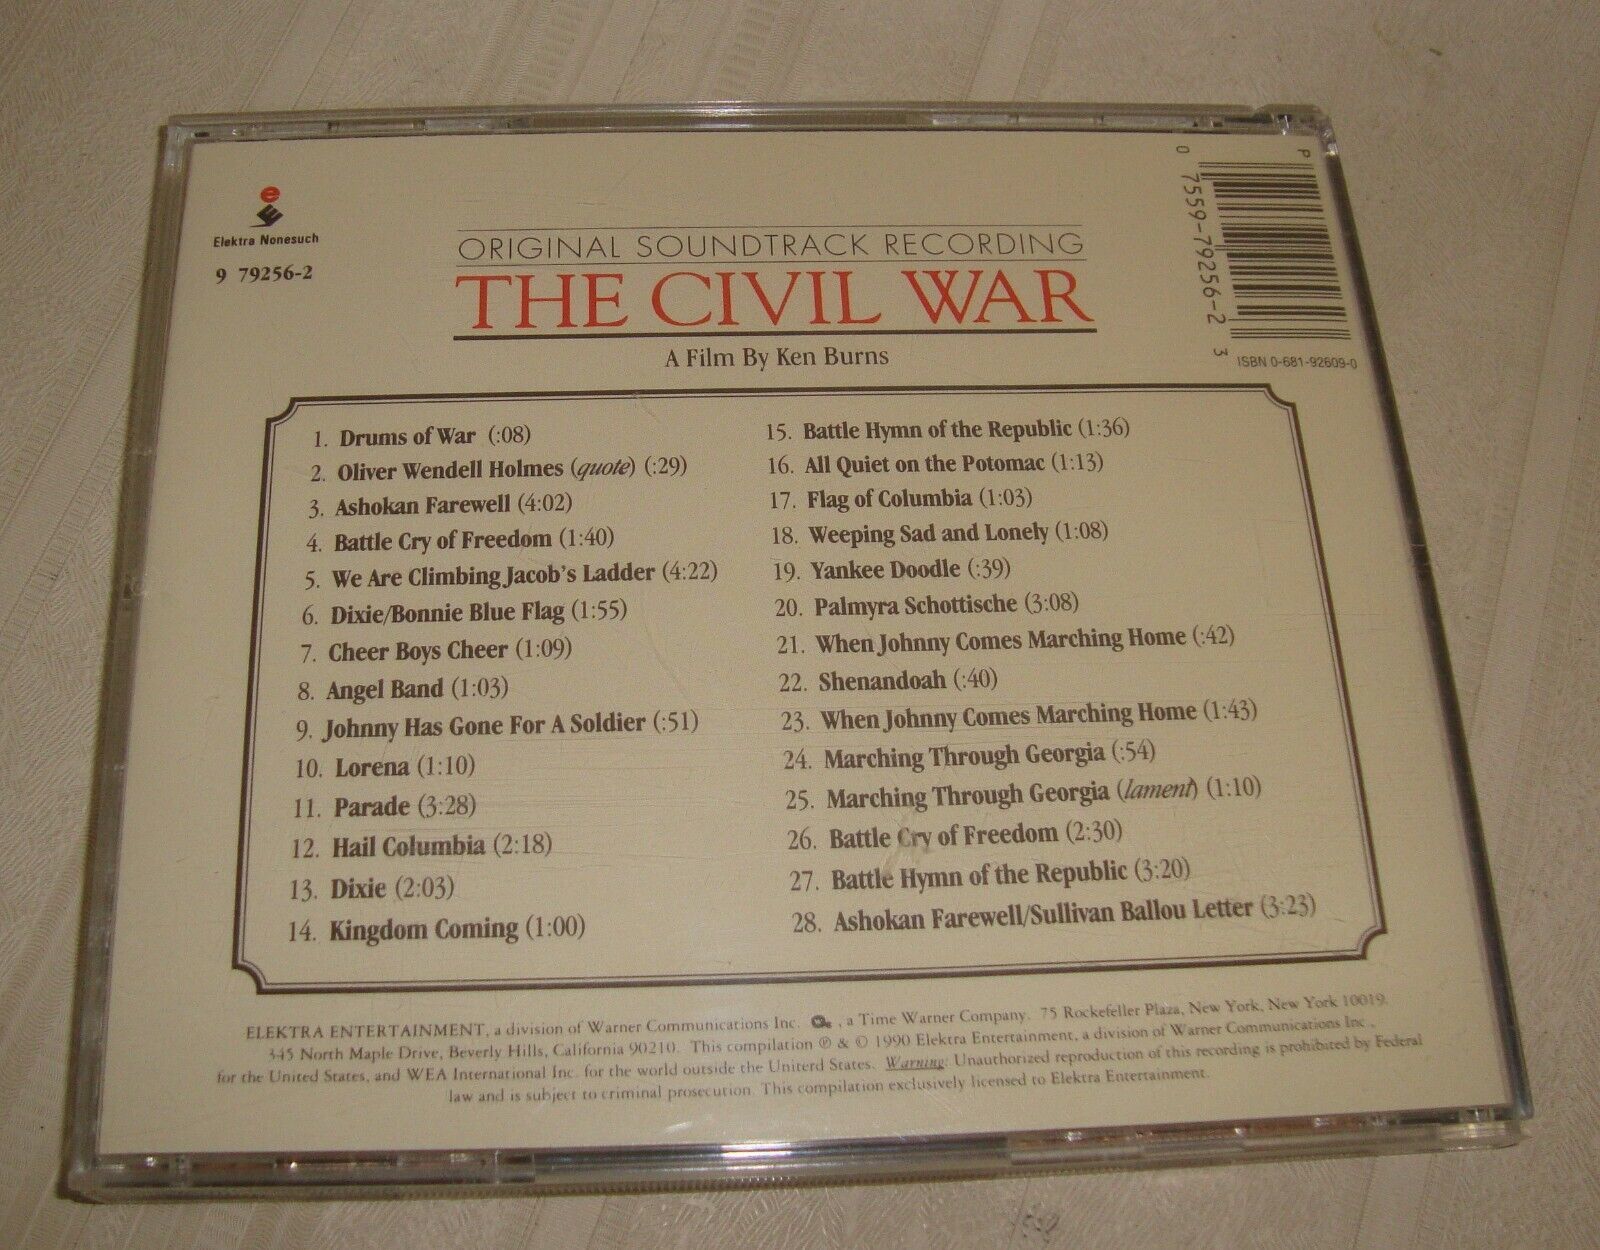 e
Elektra Nonesuch
9 79256-2
ORIGINAL SOUNDTRACK RECORDING
THE CIVIL WAR
A Film By Ken Burns
P
0 7559-79256-2 3
ISBN 0-681-92609-0
1. Drums of War (:08)
2. Oliver Wendell Holmes (quote) (:29)
3. Ashokan Farewell (4:02)
4. Battle Cry of Freedom (1:40)
5. We Are Climbing Jacob's Ladder (4:22)
6. Dixie/Bonnie Blue Flag (1:55)
7. Cheer Boys Cheer (1:09)
8. Angel Band (1:03)
9. Johnny Has Gone For A Soldier (:51)
10. Lorena (1:10)
11. Parade (3:28)
12. Hail Columbia (2:18)
13. Dixie (2:03)
14. Kingdom Coming (1:00)
15. Battle Hymn of the Republic (1:36)
16. All Quiet on the Potomac (1:13)
17. Flag of Columbia (1:03)
18. Weeping Sad and Lonely (1:08)
19. Yankee Doodle (:39)
20. Palmyra Schottische (3:08)
21. When Johnny Comes Marching Home (:42)
22. Shenandoah (:40)
23. When Johnny Comes Marching Home (1:43)
24. Marching Through Georgia (:54)
25. Marching Through Georgia (lament) (1:10)
26. Battle Cry of Freedom (2:30)
27. Battle Hymn of the Republic (3:20)
28. Ashokan Farewell/Sullivan Ballou Letter (3:23)
ELEKTRA ENTERTAINMENT, a division of Warner Communications Inc. , a Time Warner Company. 75 Rockefeller Plaza, New York, New York 10019.
345 North Maple Drive, Beverly Hills, California 90210. This compilation ℗ & © 1990 Elektra Entertainment, a division of Warner Communications Inc.,
for the United States, and WEA International Inc. for the world outside the Uniterd States. Warning: Unauthorized reproduction of this recording is prohibited by Federal
law and is subject to criminal prosecution. This compilation exclusively licensed to Elektra Entertainment.